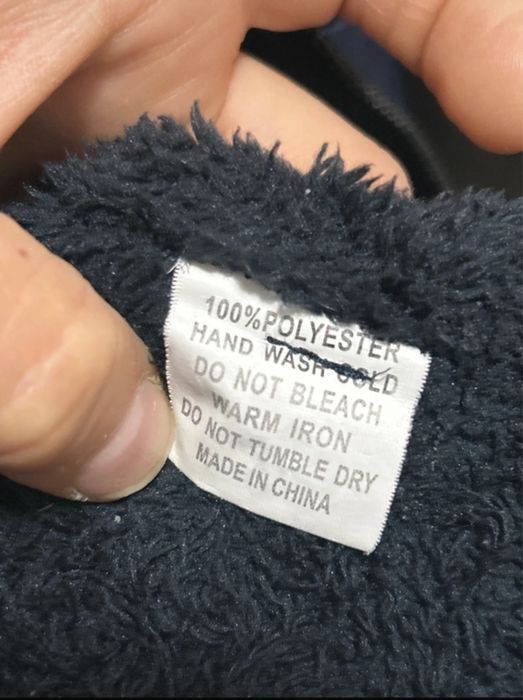 100%POLYESTER
HAND WASH COLD
DO NOT BLEACH
WARM IRON
DO NOT TUMBLE DRY
MADE IN CHINA